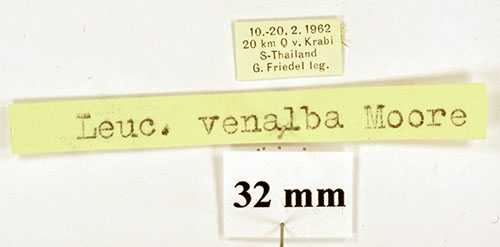 10.-20. 2. 1962
20 km O v. Krabi
S-Thailand
G. Friedel leg.
Leuc. venalba Moore
32 mm